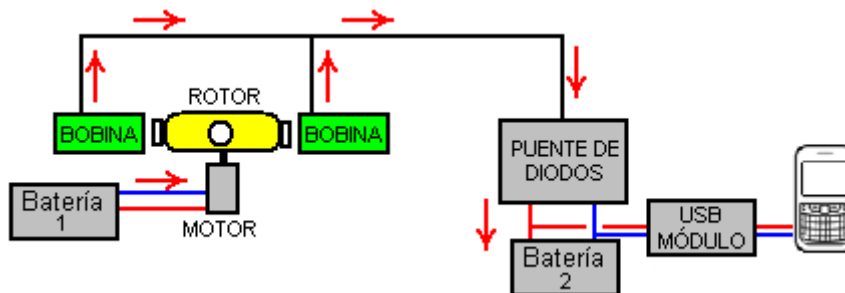 ROTOR
BOBINA
BOBINA
Batería
1
MOTOR
PUENTE DE
DIODOS
Batería
2
USB
MÓDULO